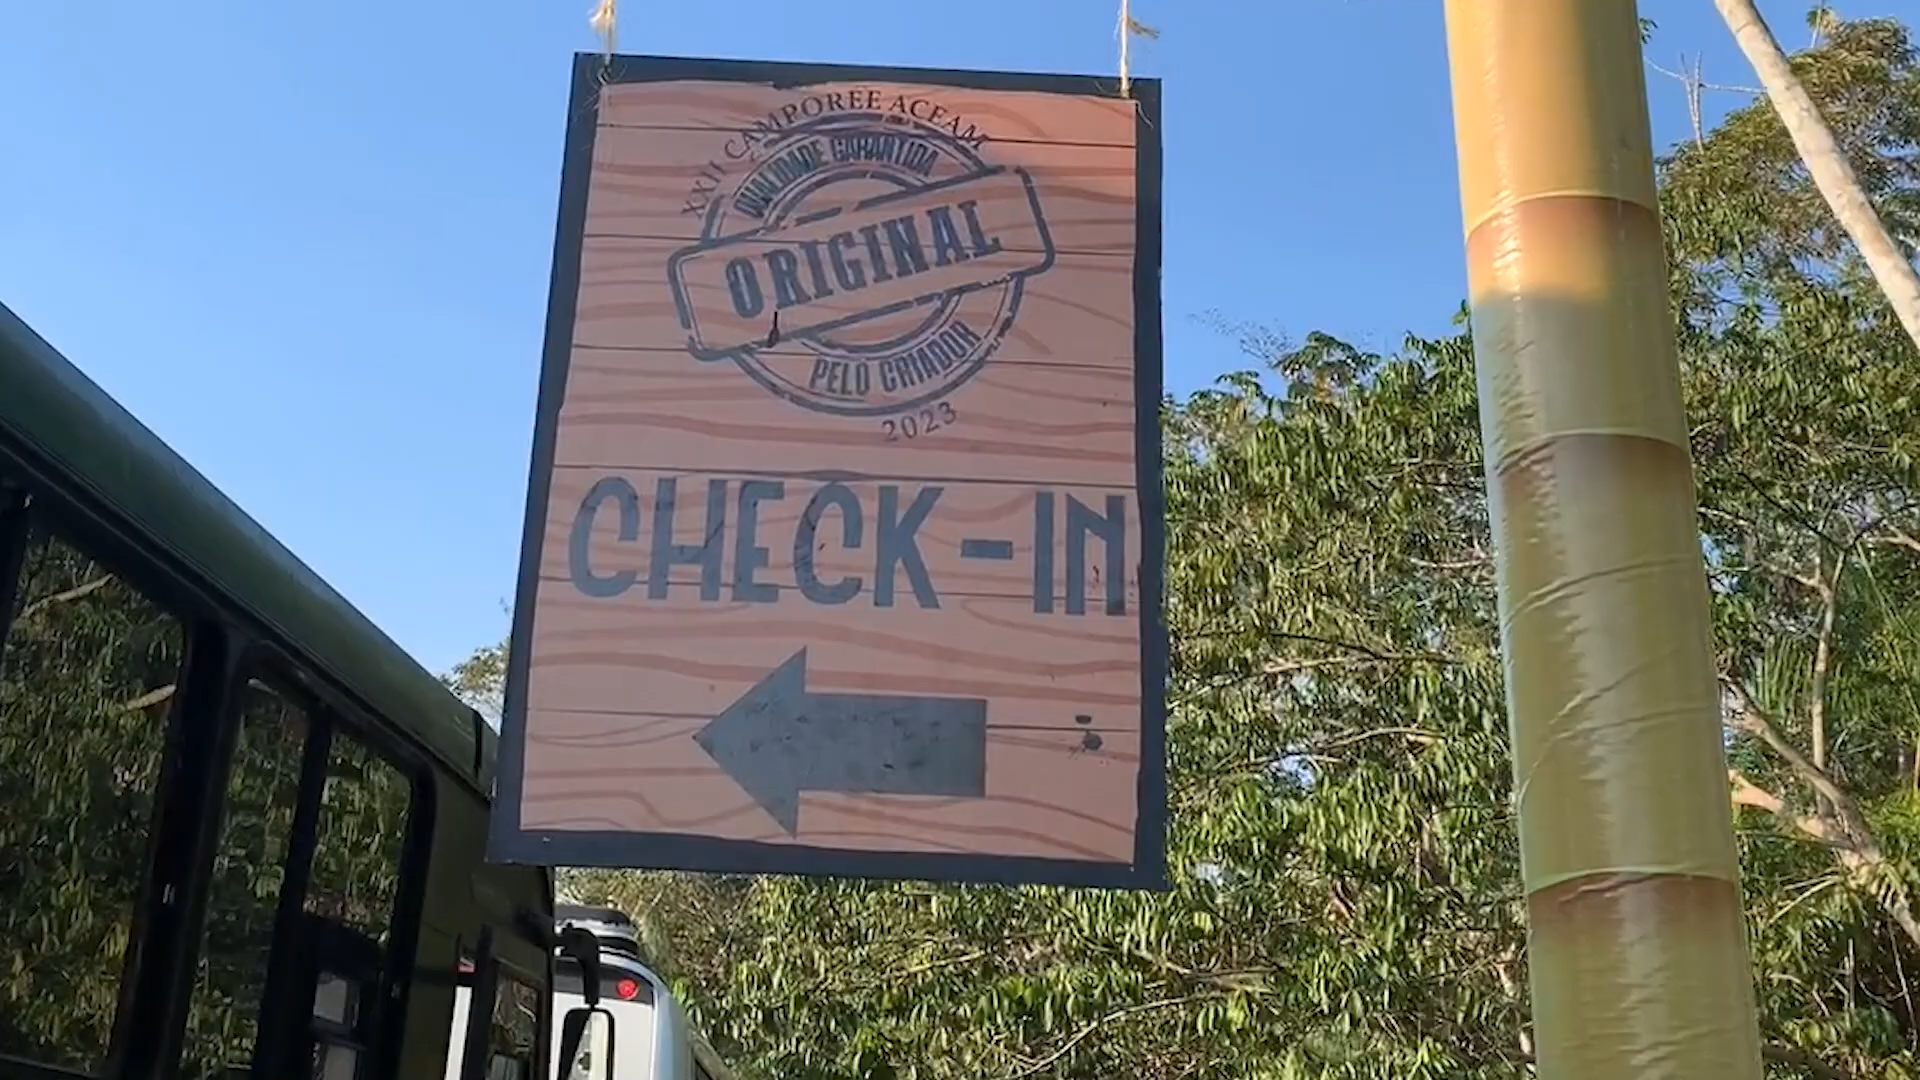 XXII CAMPOREE ACEAM
QUALIDADE GARANTIDA
ORIGINAL
PELO CRIADOR
2023
CHECK-IN